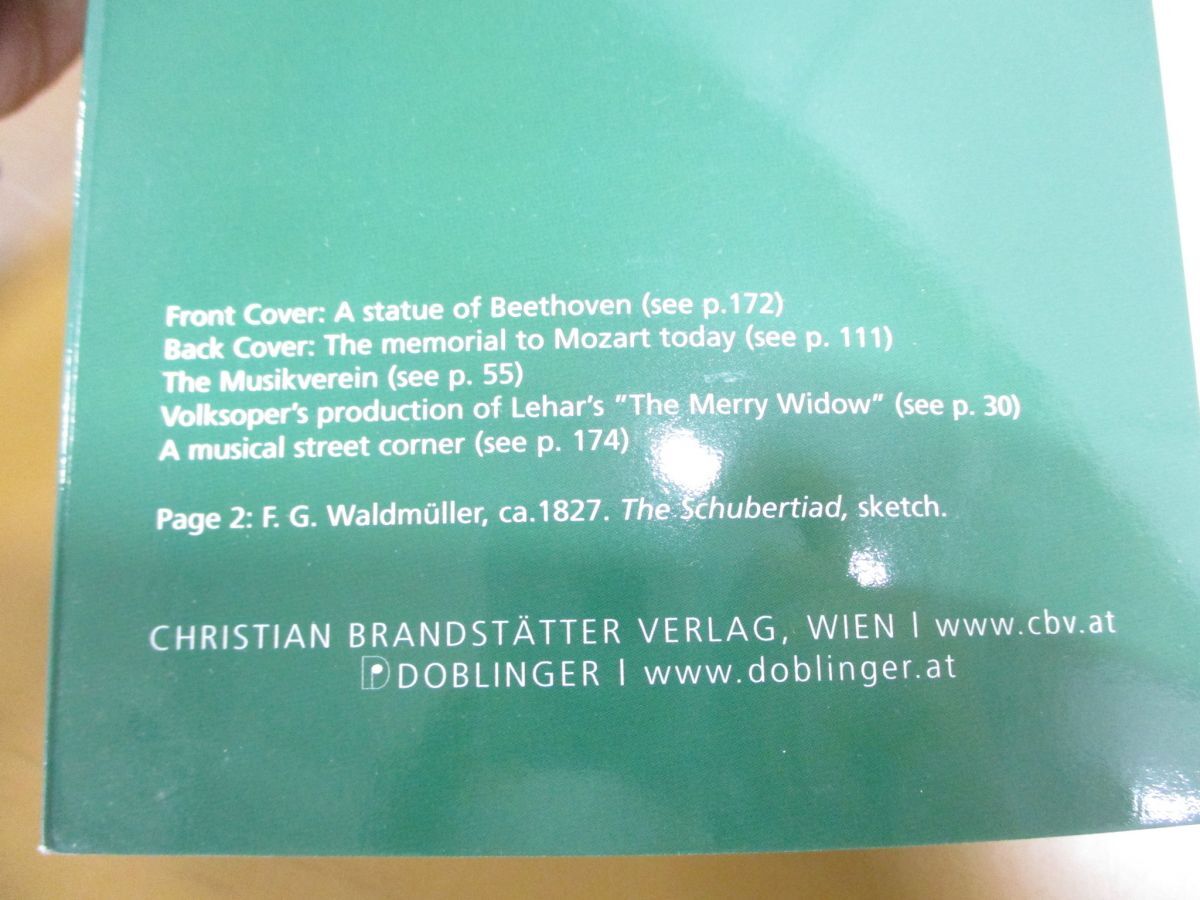 Front Cover: A statue of Beethoven (see p.172)
Back Cover: The memorial to Mozart today (see p. 111)
The Musikverein (see p. 55)
Volksoper's production of Lehar's "The Merry Widow" (see p. 30)
A musical street corner (see p. 174)
Page 2: F. G. Waldmüller, ca.1827. The Schubertiad, sketch.
CHRISTIAN BRANDSTÄTTER VERLAG, WIEN | www.cbv.at
DOBLINGER | www.doblinger.at